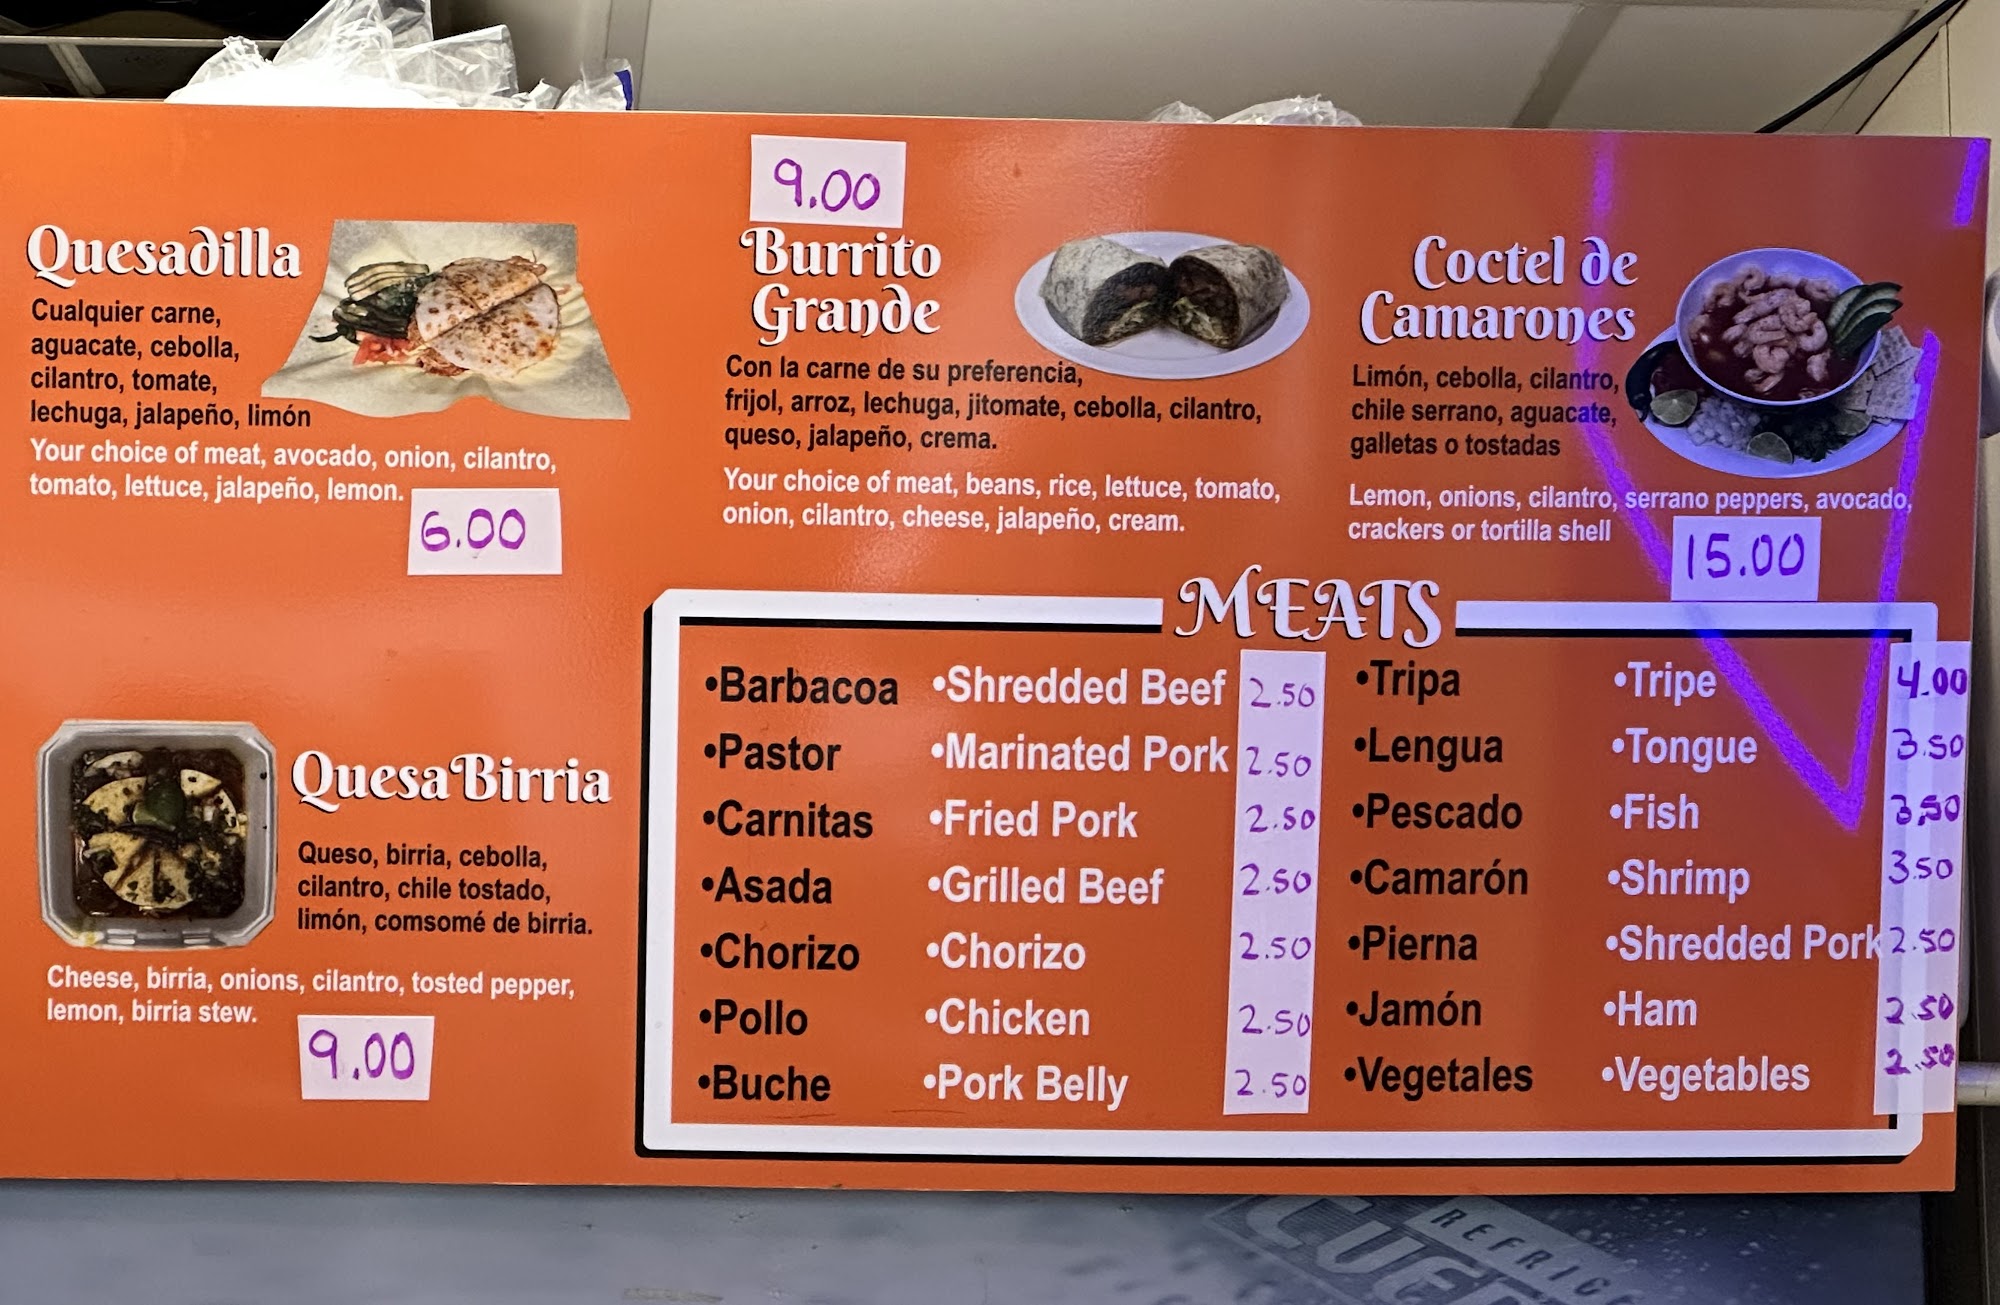 Quesadilla
Cualquier carne,
aguacate, cebolla,
cilantro, tomate,
lechuga, jalapeño, limón
Your choice of meat, avocado, onion, cilantro,
tomato, lettuce, jalapeño, lemon.
6.00
9.00
Burrito
Grande
Con la carne de su preferencia,
frijol, arroz, lechuga, jitomate, cebolla, cilantro,
queso, jalapeño, crema.
Your choice of meat, beans, rice, lettuce, tomato,
onion, cilantro, cheese, jalapeño, cream.
Coctel de
Camarones
Limón, cebolla, cilantro,
chile serrano, aguacate,
galletas o tostadas
Lemon, onions, cilantro, serrano peppers, avocado,
crackers or tortilla shell
15.00
QuesaBirria
Queso, birria, cebolla,
cilantro, chile tostado,
limón, comsomé de birria.
Cheese, birria, onions, cilantro, tosted pepper,
lemon, birria stew.
9.00
MEATS
•Barbacoa •Shredded Beef 2.50
•Pastor •Marinated Pork 2.50
•Carnitas •Fried Pork 2.50
•Asada •Grilled Beef 2.50
•Chorizo •Chorizo 2.50
•Pollo •Chicken 2.50
•Buche •Pork Belly 2.50
•Tripa •Tripe 4.00
•Lengua •Tongue 3.50
•Pescado •Fish 3.50
•Camarón •Shrimp 3.50
•Pierna •Shredded Pork 2.50
•Jamón •Ham 2.50
•Vegetales •Vegetables 2.50